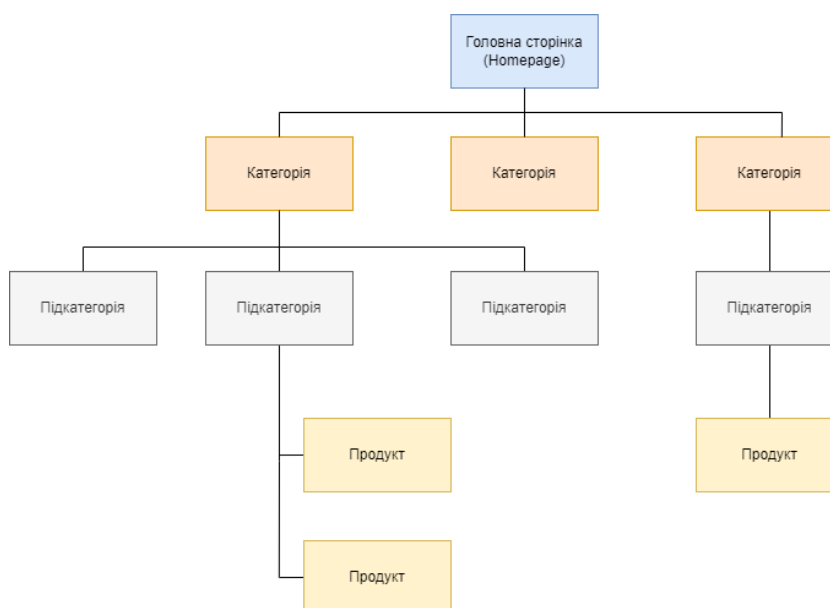 Головна сторінка
(Homepage)
Категорія
Категорія
Категорія
Підкатегорія
Підкатегорія
Підкатегорія
Підкатегорія
Продукт
Продукт
Продукт